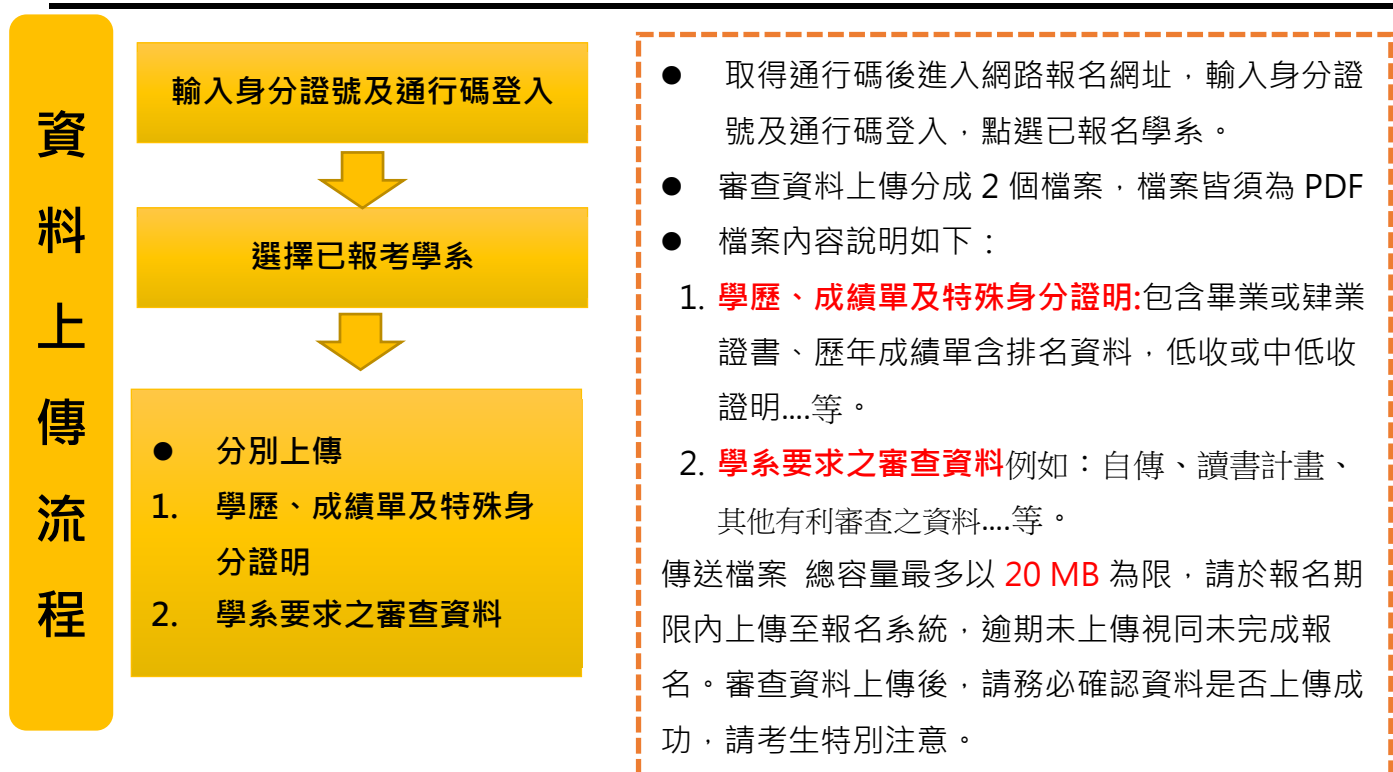 資料上傳流程
輸入身分證號及通行碼登入
選擇已報考學系
● 分別上傳
1. 學歷、成績單及特殊身
分證明
2. 學系要求之審查資料
● 取得通行碼後進入網路報名網址，輸入身分證
號及通行碼登入，點選已報名學系。
● 審查資料上傳分成 2 個檔案，檔案皆須為 PDF
● 檔案內容說明如下：
1. 學歷、成績單及特殊身分證明:包含畢業或肄業
證書、歷年成績單含排名資料，低收或中低收
證明....等。
2. 學系要求之審查資料例如：自傳、讀書計畫、
其他有利審查之資料....等。
傳送檔案 總容量最多以 20 MB 為限，請於報名期
限內上傳至報名系統，逾期未上傳視同未完成報
名。審查資料上傳後，請務必確認資料是否上傳成
功，請考生特別注意。